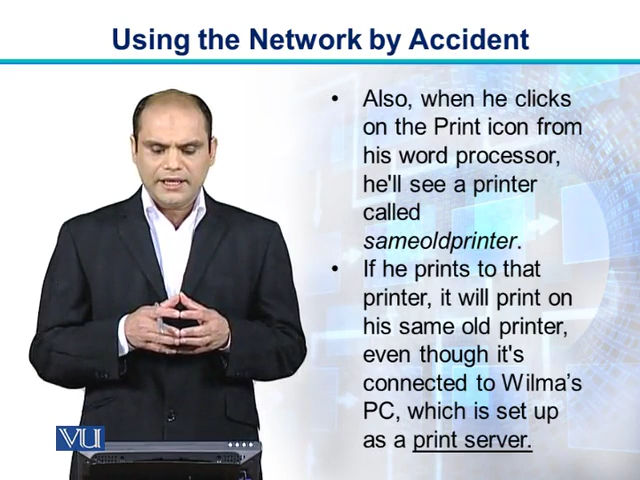 Using the Network by Accident
• Also, when he clicks
on the Print icon from
his word processor,
he'll see a printer
called
sameoldprinter.
• If he prints to that
printer, it will print on
his same old printer,
even though it's
connected to Wilma’s
PC, which is set up
as a print server.
VU